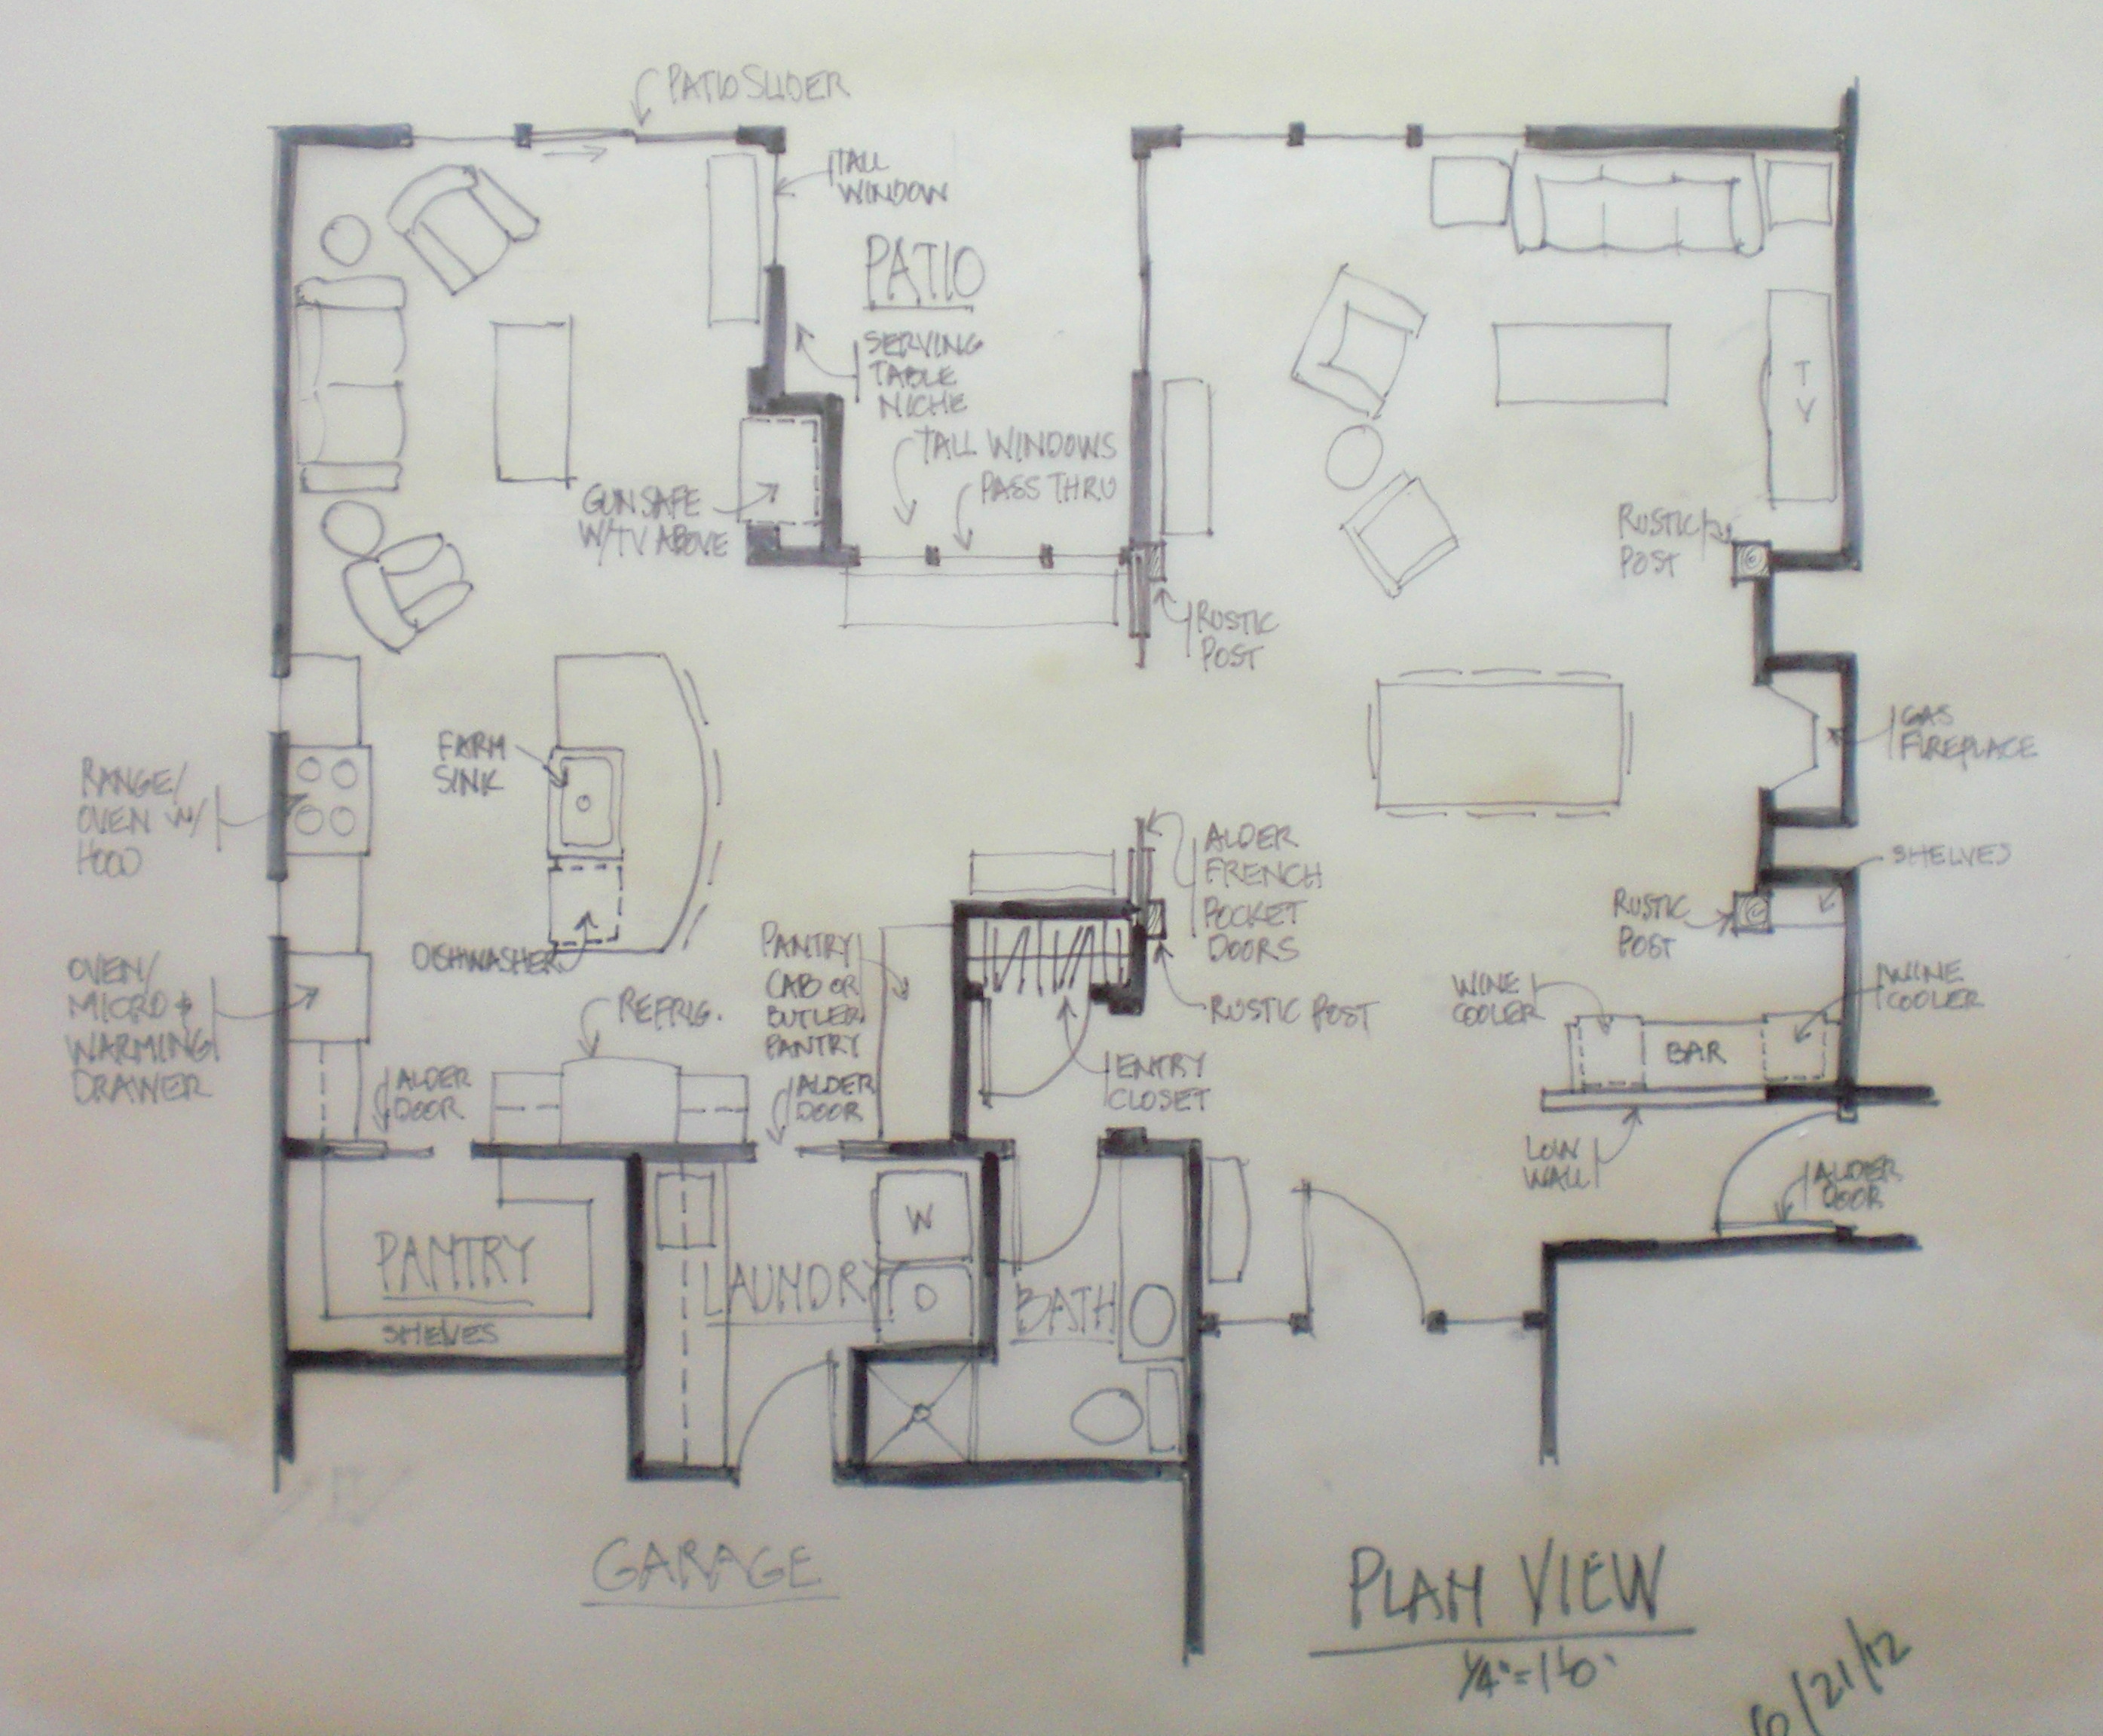 PATIO SLIDER
TALL
WINDOW
PATIO
SERVING
TABLE
NICHE
TALL WINDOWS
PASS THRU
GUN SAFE
W/TV ABOVE
T
V
RUSTIC
POST
RUSTIC
POST
GAS
FIREPLACE
FARM
SINK
RANGE/
OVEN W/
HOOD
ALDER
FRENCH
POCKET
DOORS
SHELVES
RUSTIC
POST
DISHWASHER
PANTRY
CAB OR
BUTLER
PANTRY
OVEN/
MICRO +
WARMING
DRAWER
REFRIG.
RUSTIC POST
WINE
COOLER
WINE
COOLER
BAR
ALDER
DOOR
ALDER
DOOR
ENTRY
CLOSET
LOW
WALL
ALDER
DOOR
W
D
PANTRY
SHELVES
LAUNDRY
BATH
GARAGE
PLAN VIEW
1/4"=1'0"
6/21/12